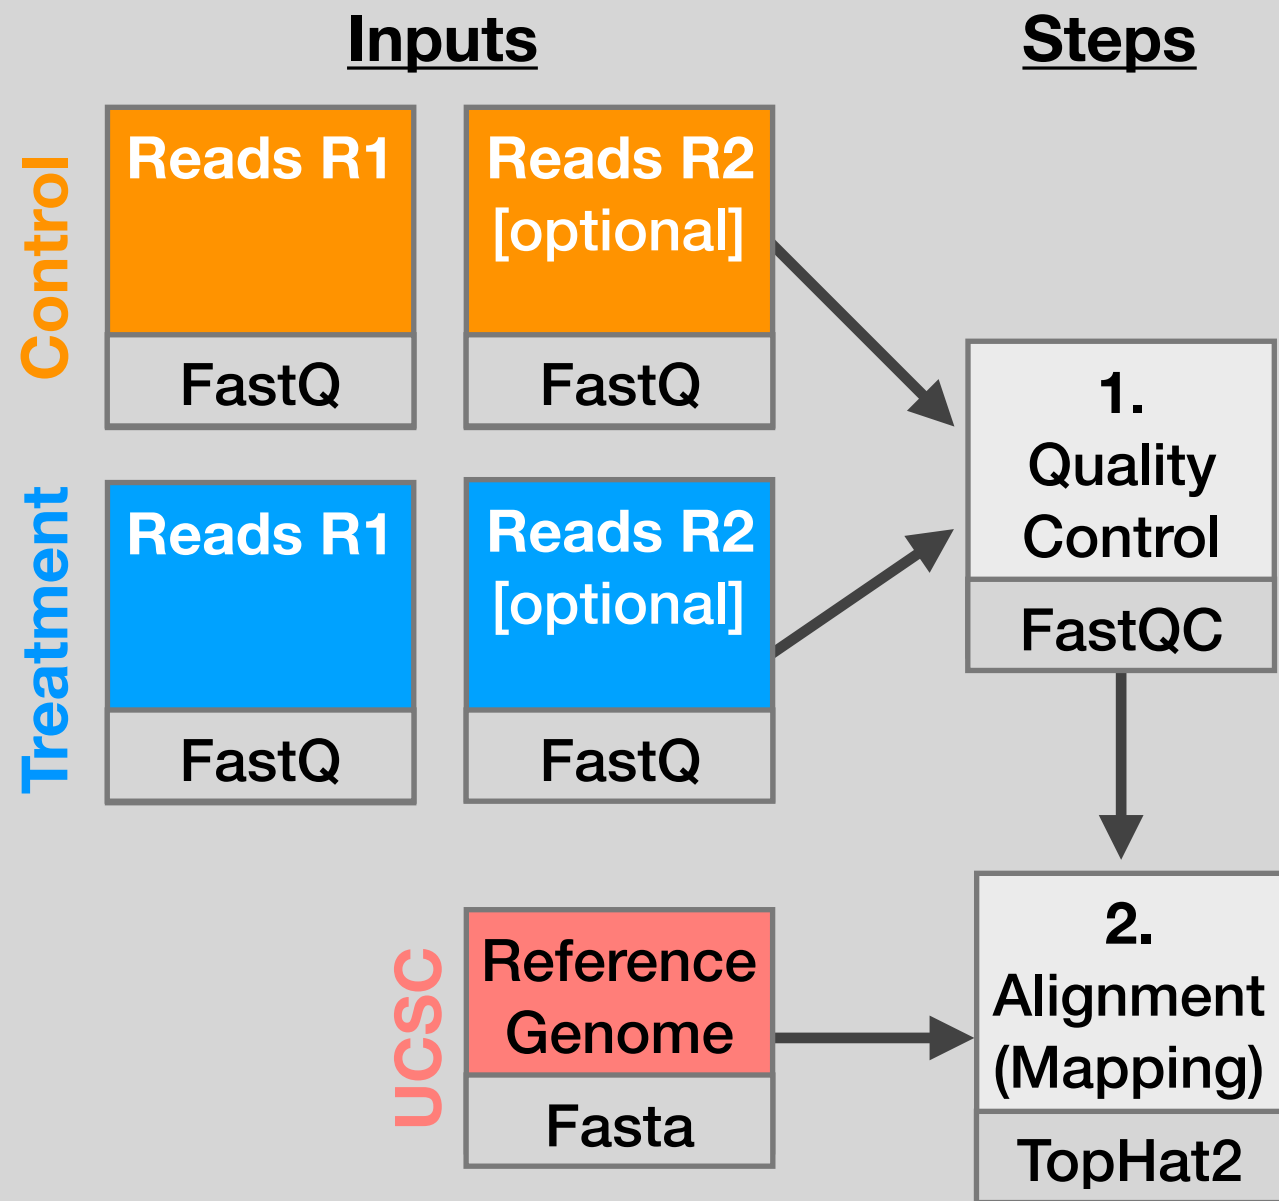 Inputs
Steps
Control
Reads R1
FastQ
Reads R2
[optional]
FastQ
Treatment
Reads R1
FastQ
Reads R2
[optional]
FastQ
1.
Quality
Control
FastQC
UCSC
Reference
Genome
Fasta
2.
Alignment
(Mapping)
TopHat2